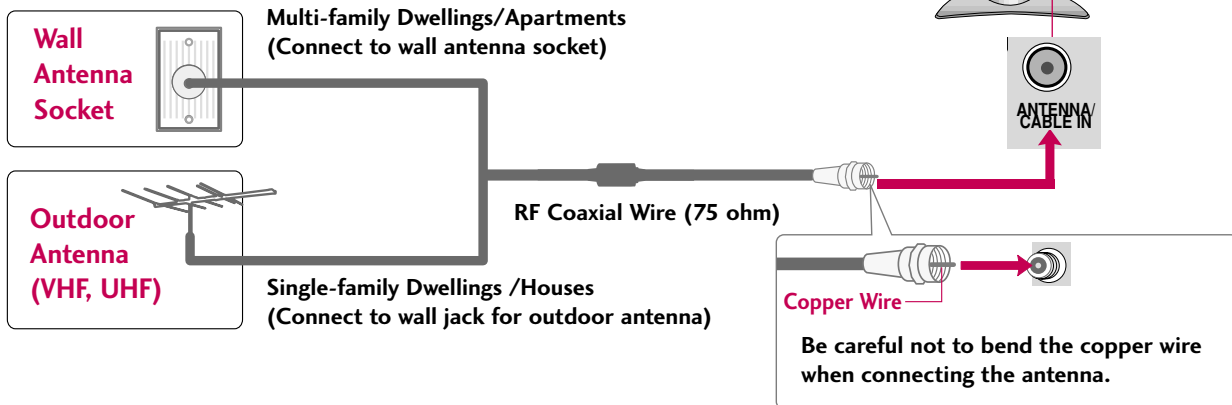 Wall
Antenna
Socket
Multi-family Dwellings/Apartments
(Connect to wall antenna socket)
ANTENNA/
CABLE IN
Outdoor
Antenna
(VHF, UHF)
RF Coaxial Wire (75 ohm)
Single-family Dwellings /Houses
(Connect to wall jack for outdoor antenna)
Copper Wire
Be careful not to bend the copper wire
when connecting the antenna.